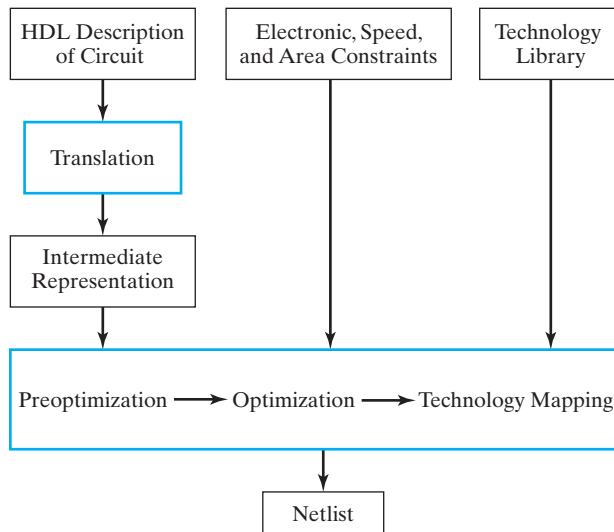 HDL Description
of Circuit
Electronic, Speed,
and Area Constraints
Technology
Library
Translation
Intermediate
Representation
Preoptimization
Optimization
Technology Mapping
Netlist